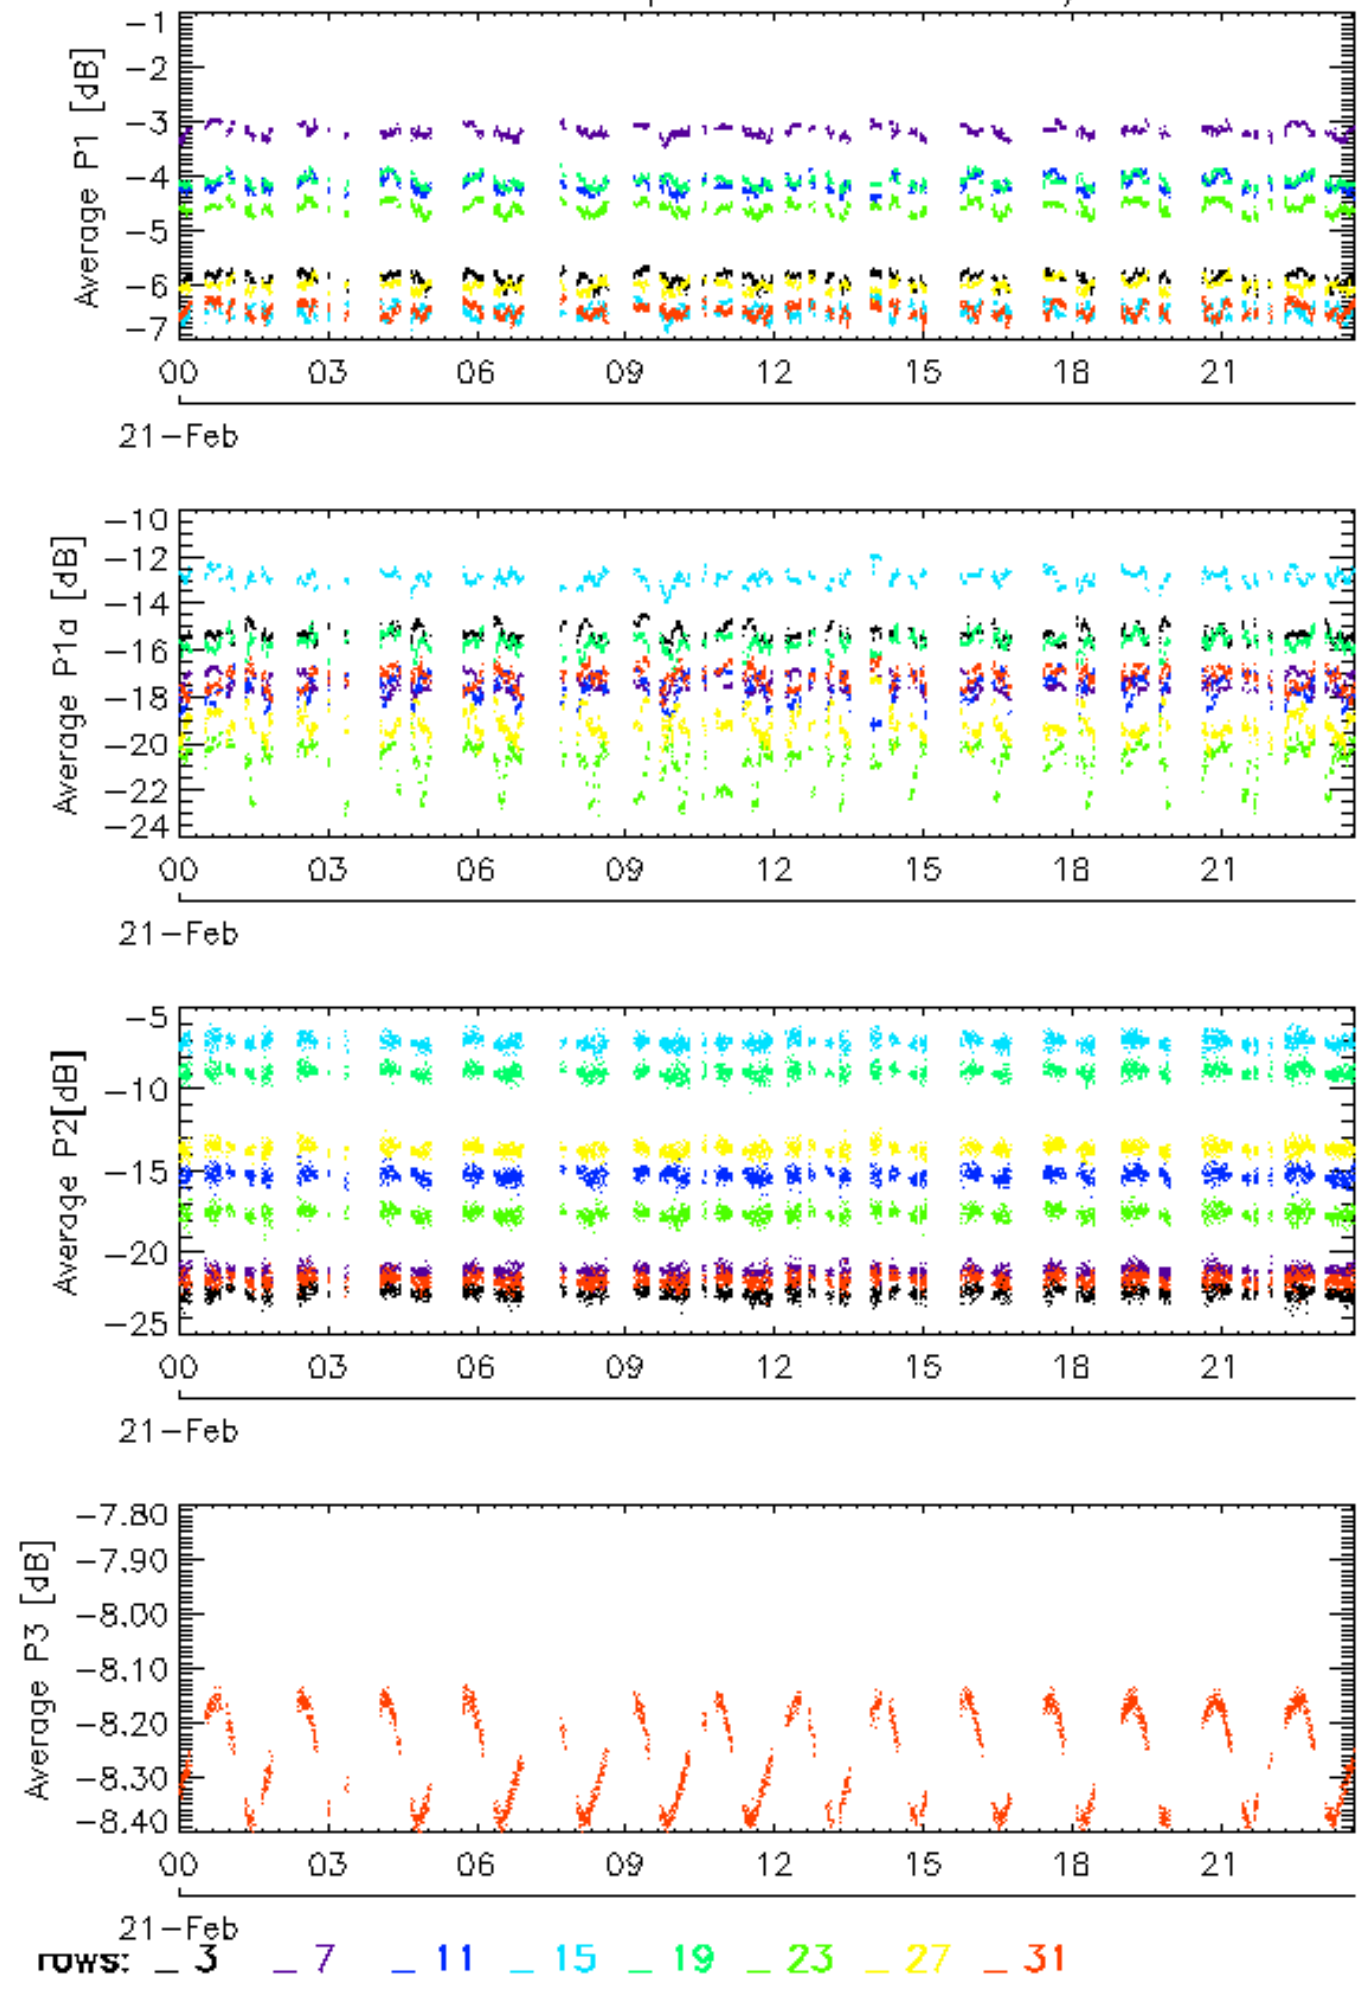 Average P1 [dB]
-1
-2
-3
-4
-5
-6
-7
00 03 06 09 12 15 18 21
21-Feb
Average P1a [dB]
-10
-12
-14
-16
-18
-20
-22
-24
00 03 06 09 12 15 18 21
21-Feb
Average P2[dB]
-5
-10
-15
-20
-25
00 03 06 09 12 15 18 21
21-Feb
Average P3 [dB]
-7.80
-7.90
-8.00
-8.10
-8.20
-8.30
-8.40
00 03 06 09 12 15 18 21
21-Feb
rows: _ 3 _ 7 _ 11 _ 15 _ 19 _ 23 _ 27 _ 31